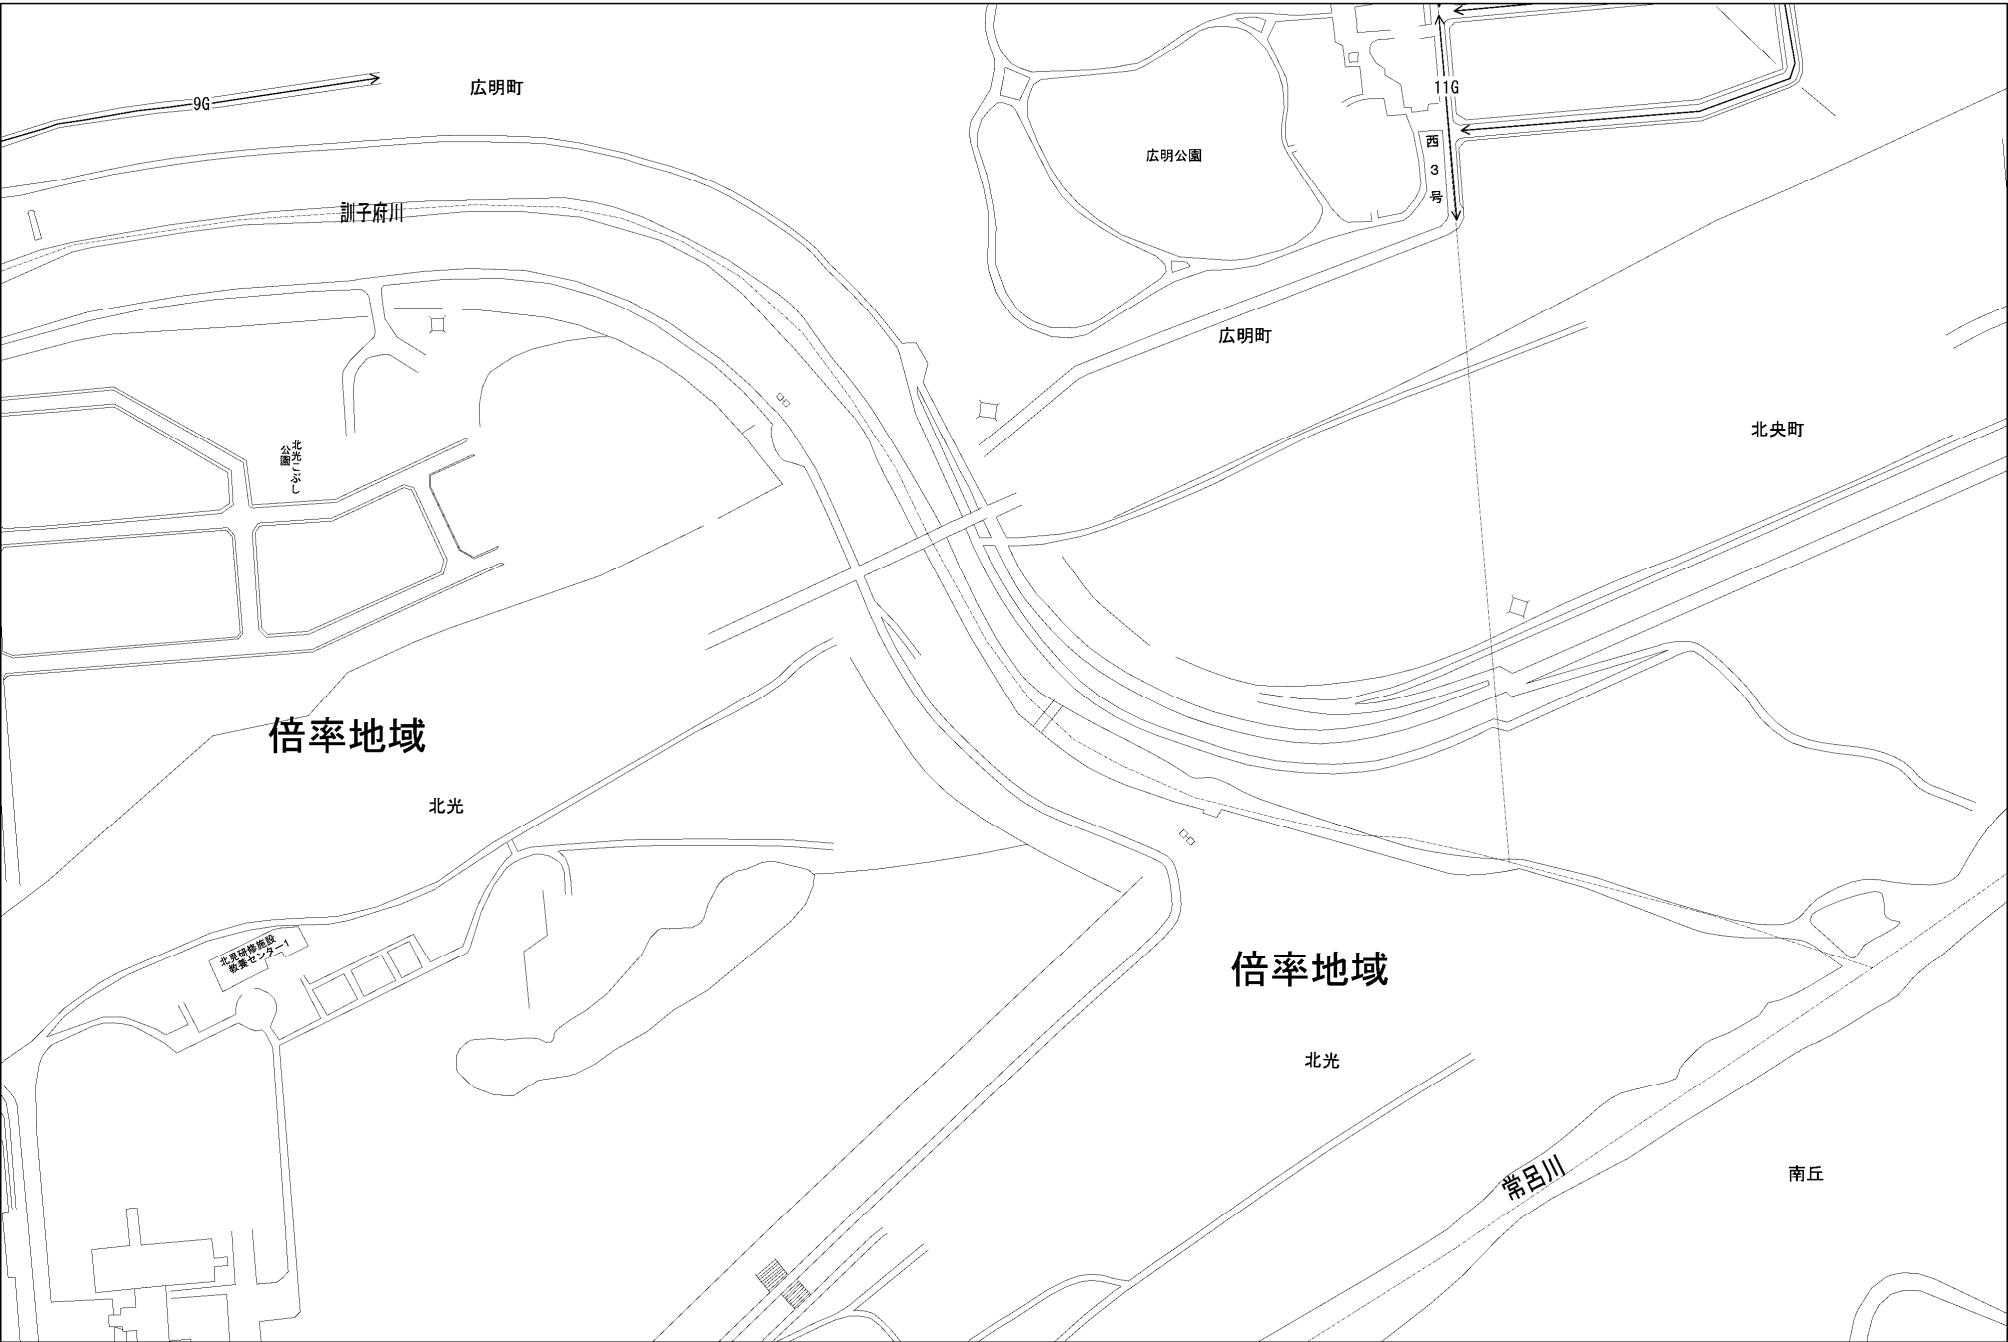 広明町
9G
11G
広明公園
西3号
訓子府川
広明町
北央町
北光こぶし
公園
倍率地域
北光
北見研修施設
教養センター1
倍率地域
北光
常呂川
南丘